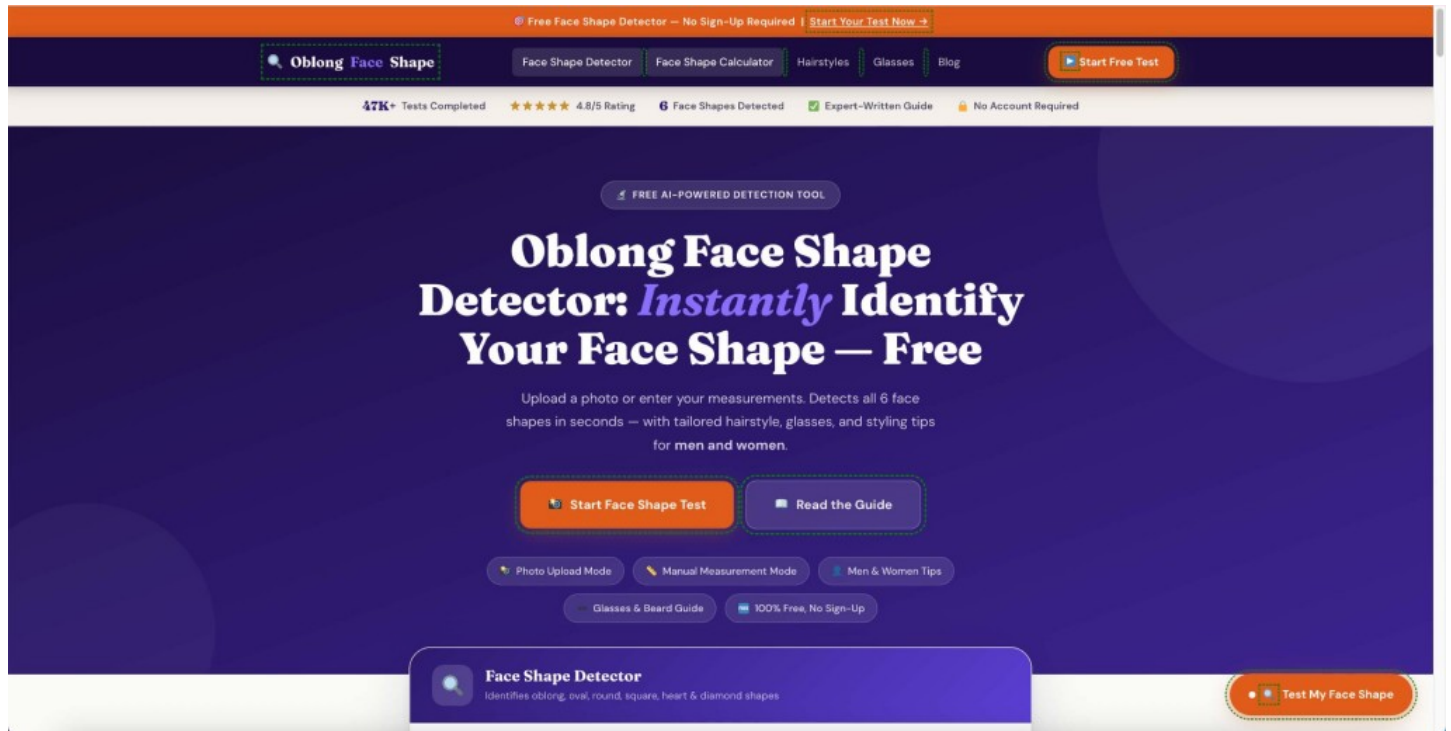 Free Face Shape Detector — No Sign-Up Required | Start Your Test Now →
Oblong Face Shape
Face Shape Detector Face Shape Calculator Hairstyles Glasses Blog
Start Free Test
47K+ Tests Completed ★★★★★ 4.8/5 Rating 6 Face Shapes Detected ✅ Expert-Written Guide 🔒 No Account Required
FREE AI-POWERED DETECTION TOOL
Oblong Face Shape
Detector: Instantly Identify
Your Face Shape — Free
Upload a photo or enter your measurements. Detects all 6 face
shapes in seconds — with tailored hairstyle, glasses, and styling tips
for men and women.
Start Face Shape Test Read the Guide
Photo Upload Mode Manual Measurement Mode Men & Women Tips
Glasses & Beard Guide 100% Free, No Sign-Up
Face Shape Detector
Identifies oblong, oval, round, square, heart & diamond shapes
Test My Face Shape